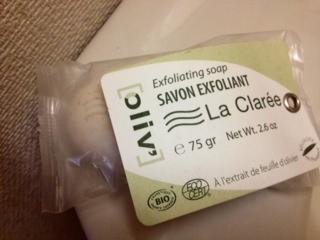 oliv'
Exfoliating soap
SAVON EXFOLIANT
La Clarée
e 75 gr Net Wt. 2.6 oz
À l'extrait de feuille d'olivier
BIO
ECO
CERT